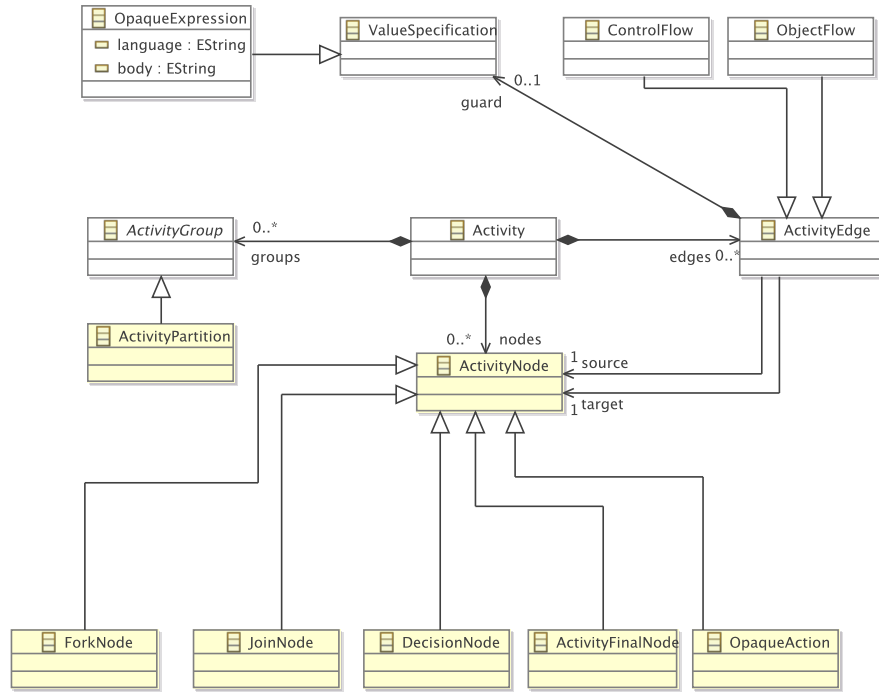 OpaqueExpression
language : EString
body : EString
ValueSpecification
ControlFlow
ObjectFlow
0..1
guard
ActivityGroup
0..*
groups
Activity
edges
0..*
ActivityEdge
ActivityPartition
0..*
nodes
ActivityNode
1
source
target
1
ForkNode
JoinNode
DecisionNode
ActivityFinalNode
OpaqueAction